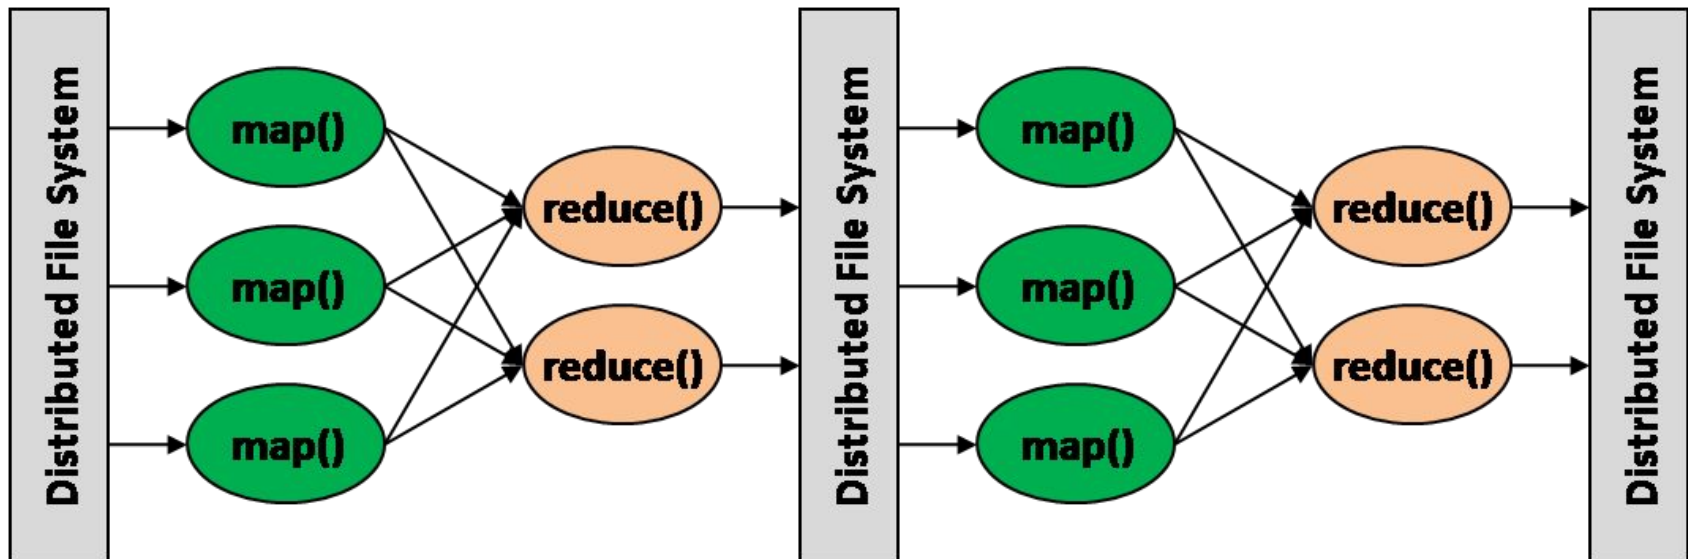 Distributed File System
map()
map()
map()
reduce()
reduce()
Distributed File System
map()
map()
map()
reduce()
reduce()
Distributed File System